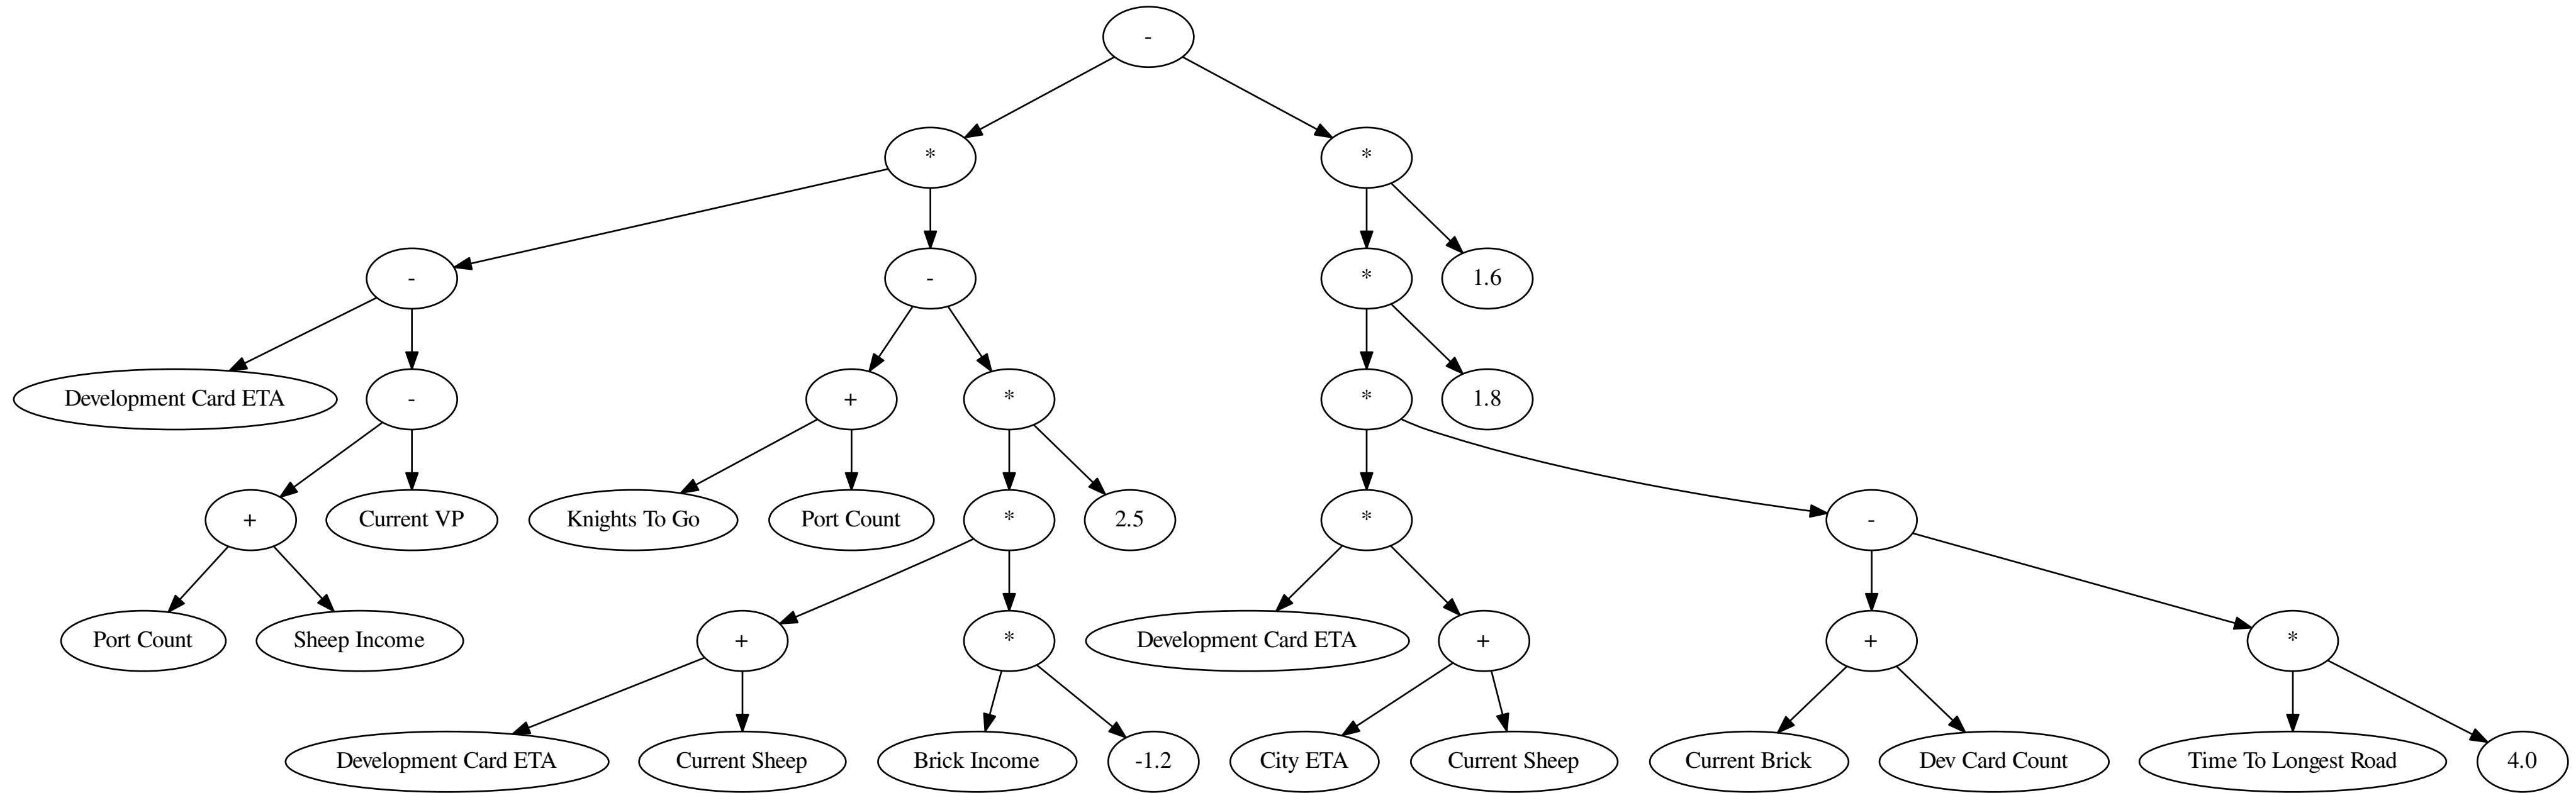 -
* *
- - * 1.6
Development Card ETA - + * * 1.8
+ Current VP Knights To Go Port Count * 2.5 * -
Port Count Sheep Income + * Development Card ETA + + *
Development Card ETA Current Sheep Brick Income -1.2 City ETA Current Sheep Current Brick Dev Card Count Time To Longest Road 4.0